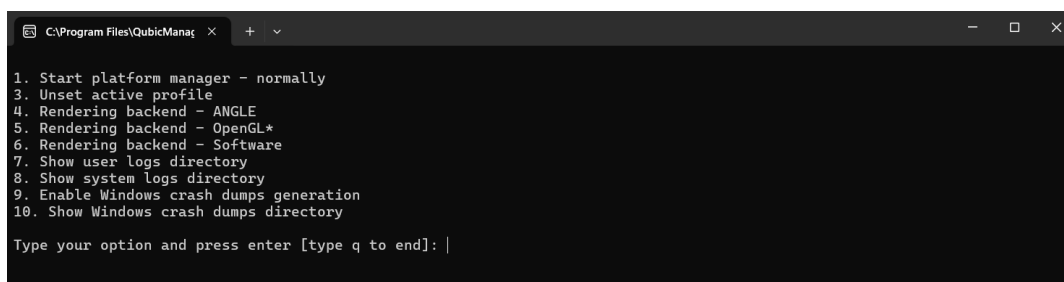 C:\Program Files\QubicManag
1. Start platform manager - normally
3. Unset active profile
4. Rendering backend - ANGLE
5. Rendering backend - OpenGL*
6. Rendering backend - Software
7. Show user logs directory
8. Show system logs directory
9. Enable Windows crash dumps generation
10. Show Windows crash dumps directory
Type your option and press enter [type q to end]: